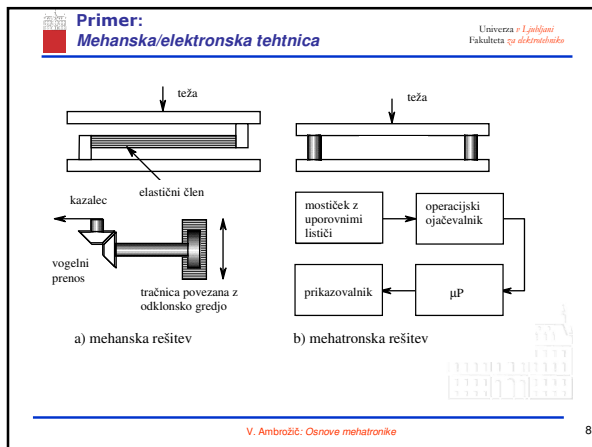 Primer:
Mehanska/elektronska tehtnica
Univerza v Ljubljani
Fakulteta za elektrotehniko
teža
elastični člen
kazalec
vogelni
prenos
tračnica povezana z
odklonsko gredjo
a) mehanska rešitev
teža
mostiček z
uporovnimi
lističi
operacijski
ojačevalnik
prikazovalnik
μP
b) mehatronska rešitev
V. Ambrožič: Osnove mehatronike
8